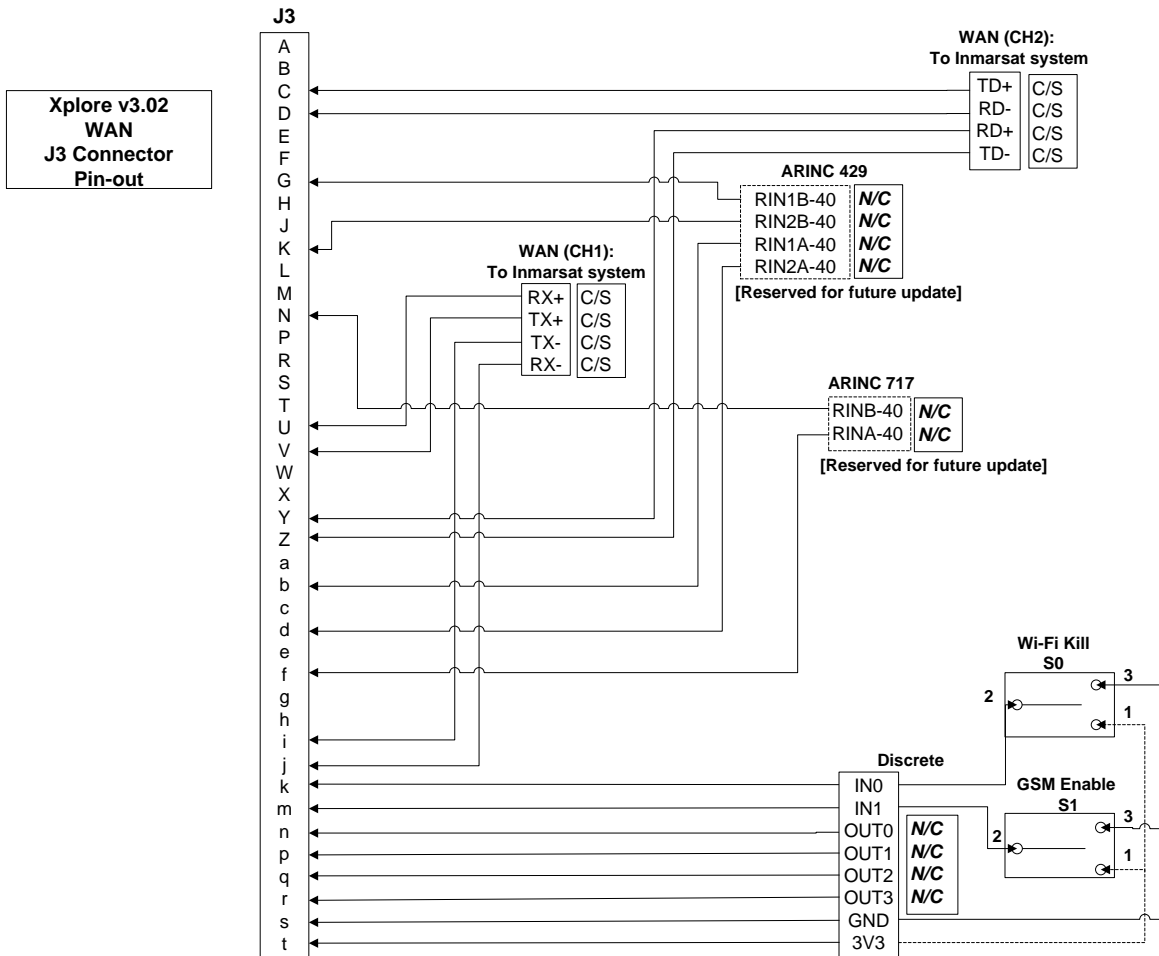 J3
Xplore v3.02
WAN
J3 Connector
Pin-out
A
B
C
D
E
F
G
H
J
K
L
M
N
P
R
S
T
U
V
W
X
Y
Z
a
b
c
d
e
f
g
h
i
j
k
m
n
p
q
r
s
t
WAN (CH2):
To Inmarsat system
TD+ C/S
RD- C/S
RD+ C/S
TD- C/S
ARINC 429
RIN1B-40 N/C
RIN2B-40 N/C
RIN1A-40 N/C
RIN2A-40 N/C
[Reserved for future update]
WAN (CH1):
To Inmarsat system
RX+ C/S
TX+ C/S
TX- C/S
RX- C/S
ARINC 717
RINB-40 N/C
RINA-40 N/C
[Reserved for future update]
Wi-Fi Kill
S0
2
3
1
Discrete
IN0
IN1
OUT0 N/C
OUT1 N/C
OUT2 N/C
OUT3 N/C
GND
3V3
GSM Enable
S1
2
3
1